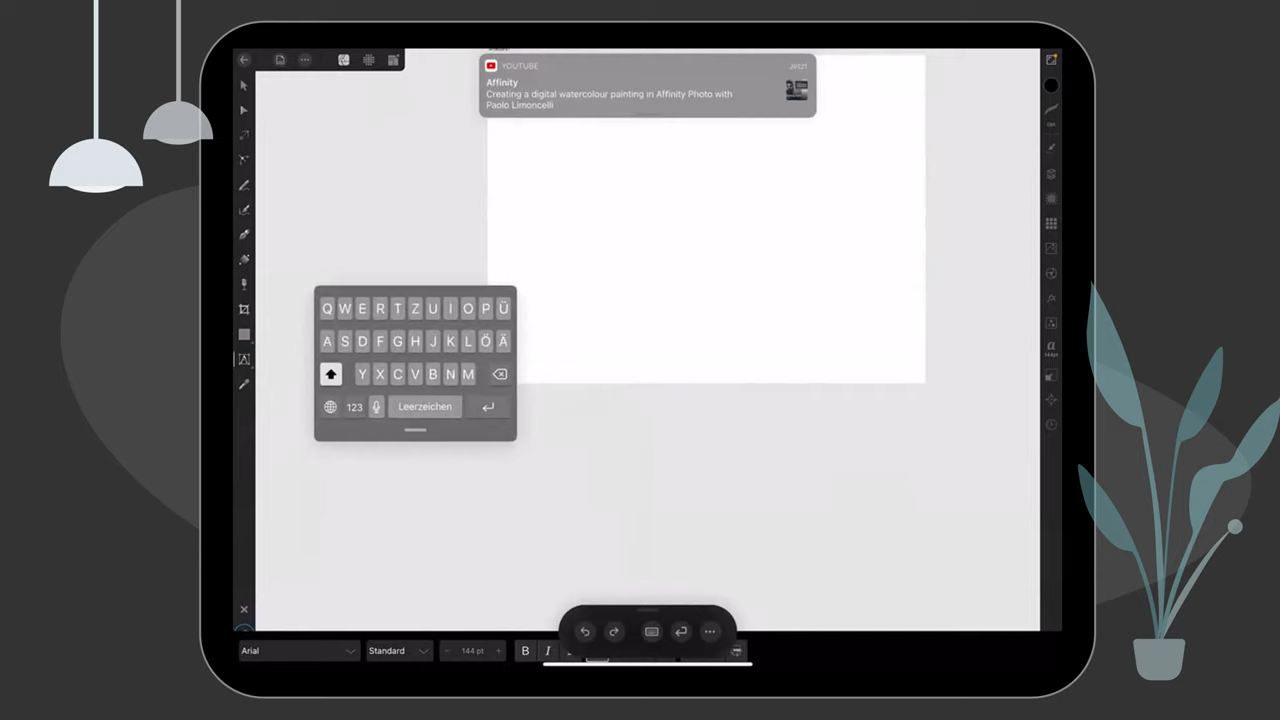 YOUTUBE
Affinity
Creating a digital watercolour painting in Affinity Photo with
Paolo Limoncelli
Q W E R T Z U I O P Ü
A S D F G H J K L Ö Ä
Y X C V B N M
123 Leerzeichen
Arial Standard 144 pt B I